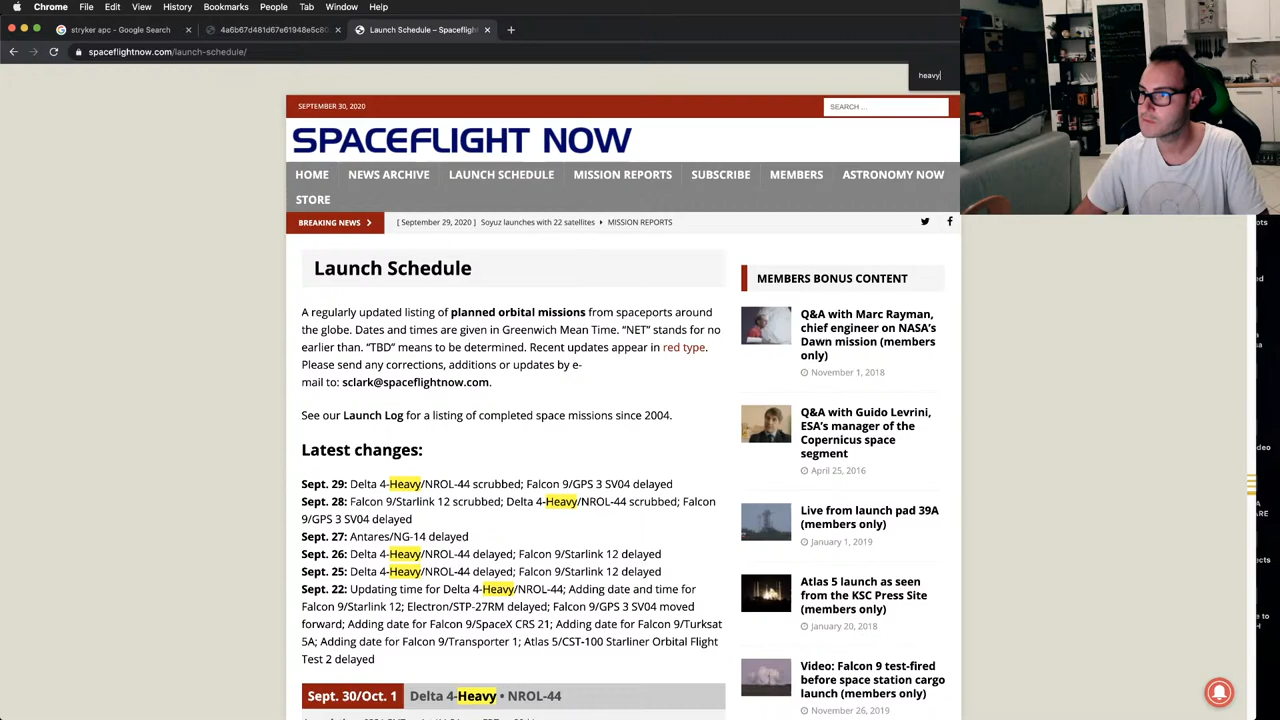 Chrome File Edit View History Bookmarks People Tab Window Help
stryker apc - Google Search
4a6b67d481d67e61948e5c80
Launch Schedule – Spaceflight
spaceflightnow.com/launch-schedule/
heavy
SEPTEMBER 30, 2020
SEARCH ...
SPACEFLIGHT NOW
HOME NEWS ARCHIVE LAUNCH SCHEDULE MISSION REPORTS SUBSCRIBE MEMBERS ASTRONOMY NOW
STORE
BREAKING NEWS
[ September 29, 2020 ] Soyuz launches with 22 satellites MISSION REPORTS
Launch Schedule
A regularly updated listing of planned orbital missions from spaceports around
the globe. Dates and times are given in Greenwich Mean Time. “NET” stands for no
earlier than. “TBD” means to be determined. Recent updates appear in red type.
Please send any corrections, additions or updates by e-
mail to: sclark@spaceflightnow.com.
See our Launch Log for a listing of completed space missions since 2004.
Latest changes:
Sept. 29: Delta 4-Heavy/NROL-44 scrubbed; Falcon 9/GPS 3 SV04 delayed
Sept. 28: Falcon 9/Starlink 12 scrubbed; Delta 4-Heavy/NROL-44 scrubbed; Falcon
9/GPS 3 SV04 delayed
Sept. 27: Antares/NG-14 delayed
Sept. 26: Delta 4-Heavy/NROL-44 delayed; Falcon 9/Starlink 12 delayed
Sept. 25: Delta 4-Heavy/NROL-44 delayed; Falcon 9/Starlink 12 delayed
Sept. 22: Updating time for Delta 4-Heavy/NROL-44; Adding date and time for
Falcon 9/Starlink 12; Electron/STP-27RM delayed; Falcon 9/GPS 3 SV04 moved
forward; Adding date for Falcon 9/SpaceX CRS 21; Adding date for Falcon 9/Turksat
5A; Adding date for Falcon 9/Transporter 1; Atlas 5/CST-100 Starliner Orbital Flight
Test 2 delayed
Sept. 30/Oct. 1 Delta 4-Heavy • NROL-44
MEMBERS BONUS CONTENT
Q&A with Marc Rayman,
chief engineer on NASA’s
Dawn mission (members
only)
November 1, 2018
Q&A with Guido Levrini,
ESA’s manager of the
Copernicus space
segment
April 25, 2016
Live from launch pad 39A
(members only)
January 1, 2019
Atlas 5 launch as seen
from the KSC Press Site
(members only)
January 20, 2018
Video: Falcon 9 test-fired
before space station cargo
launch (members only)
November 26, 2019